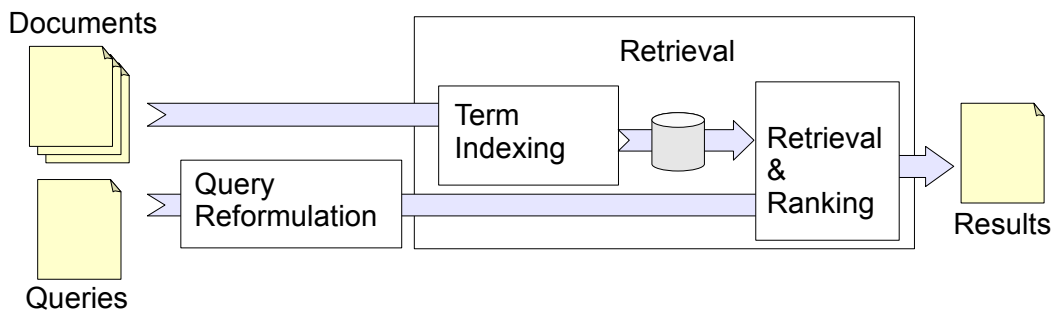 Documents
Retrieval
Term
Indexing
Retrieval
&
Ranking
Query
Reformulation
Results
Queries